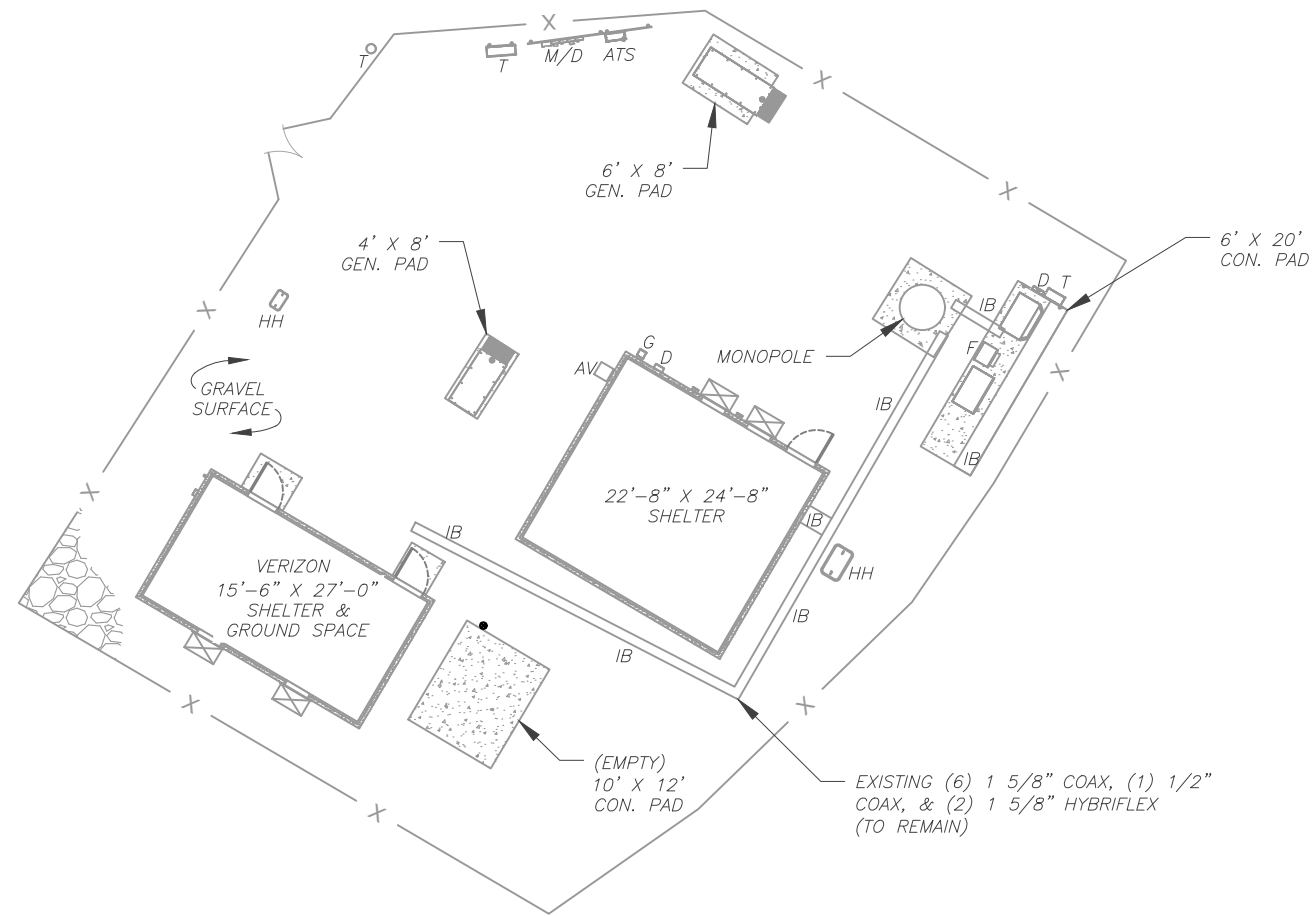 X
T
T
M/D
ATS
X
6' X 8'
GEN. PAD
X
4' X 8'
GEN. PAD
6' X 20'
CON. PAD
X
HH
D
T
IB
F
MONOPOLE
G
D
AV
X
GRAVEL
SURFACE
IB
IB
X
22'-8" X 24'-8"
SHELTER
IB
IB
HH
VERIZON
15'-6" X 27'-0"
SHELTER &
GROUND SPACE
IB
IB
X
X
(EMPTY)
10' X 12'
CON. PAD
EXISTING (6) 1 5/8" COAX, (1) 1/2"
COAX, & (2) 1 5/8" HYBRIFLEX
(TO REMAIN)
X